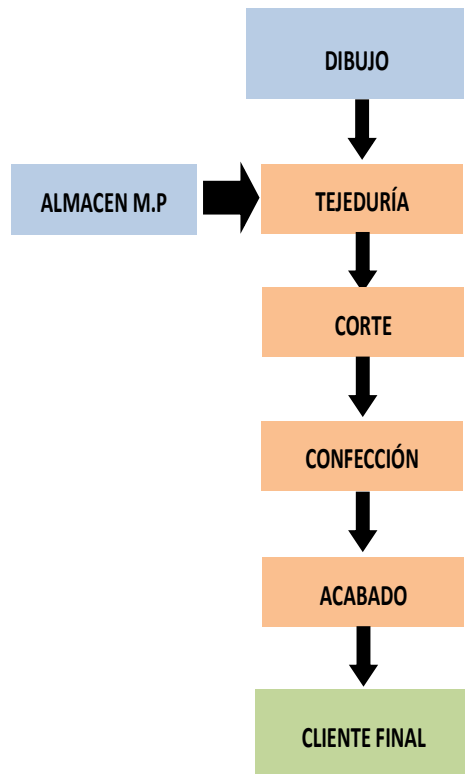 DIBUJO
ALMACEN M.P
TEJEDURÍA
CORTE
CONFECCIÓN
ACABADO
CLIENTE FINAL